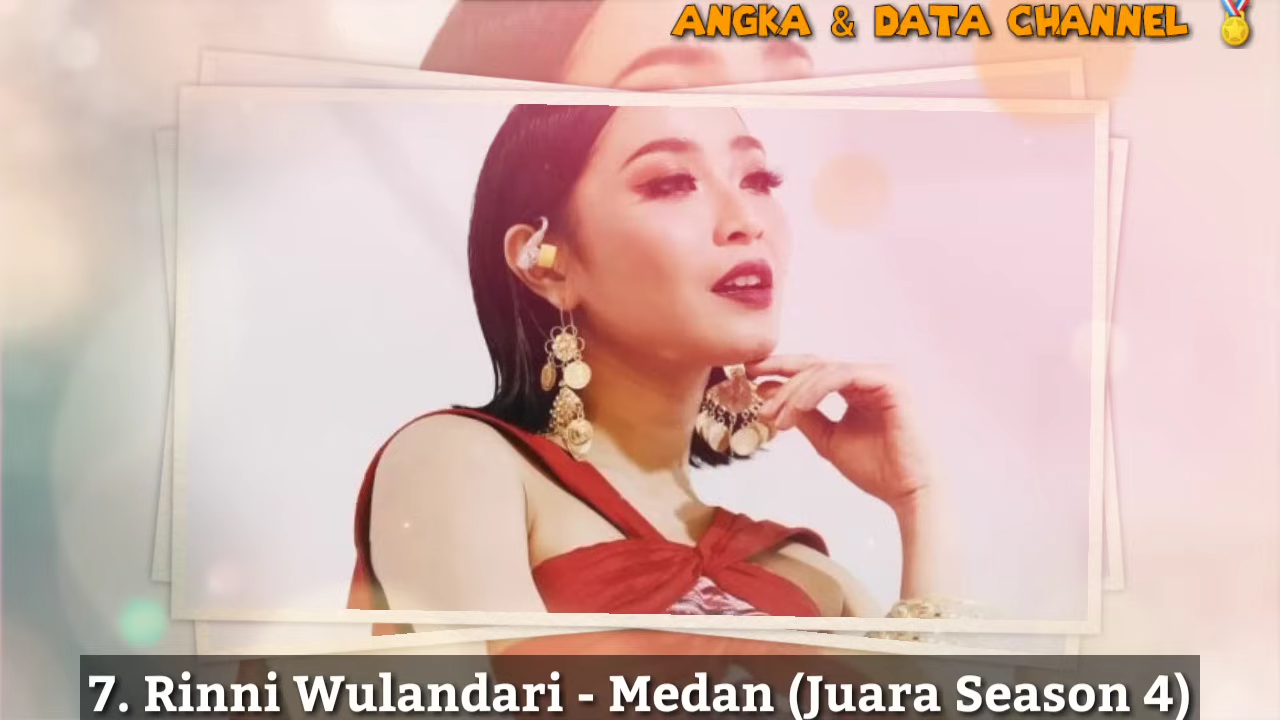 ANGKA & DATA CHANNEL
7. Rinni Wulandari - Medan (Juara Season 4)